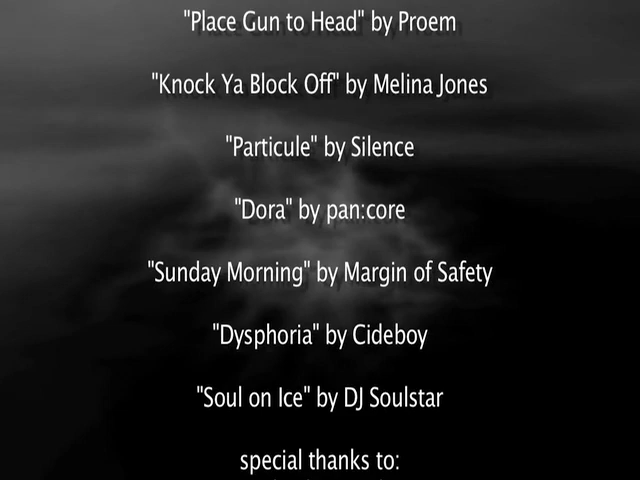 "Place Gun to Head" by Proem
"Knock Ya Block Off" by Melina Jones
"Particule" by Silence
"Dora" by pan:core
"Sunday Morning" by Margin of Safety
"Dysphoria" by Cideboy
"Soul on Ice" by DJ Soulstar
special thanks to: